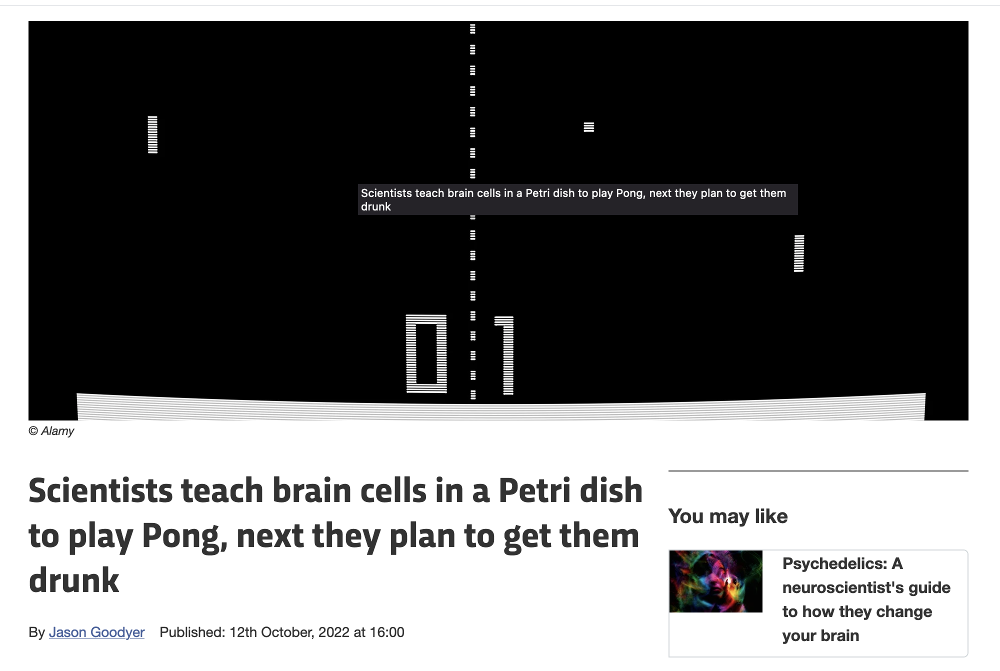 Scientists teach brain cells in a Petri dish to play Pong, next they plan to get them
drunk
0 1
© Alamy
Scientists teach brain cells in a Petri dish
to play Pong, next they plan to get them
drunk
By Jason Goodyer Published: 12th October, 2022 at 16:00
You may like
Psychedelics: A
neuroscientist's guide
to how they change
your brain